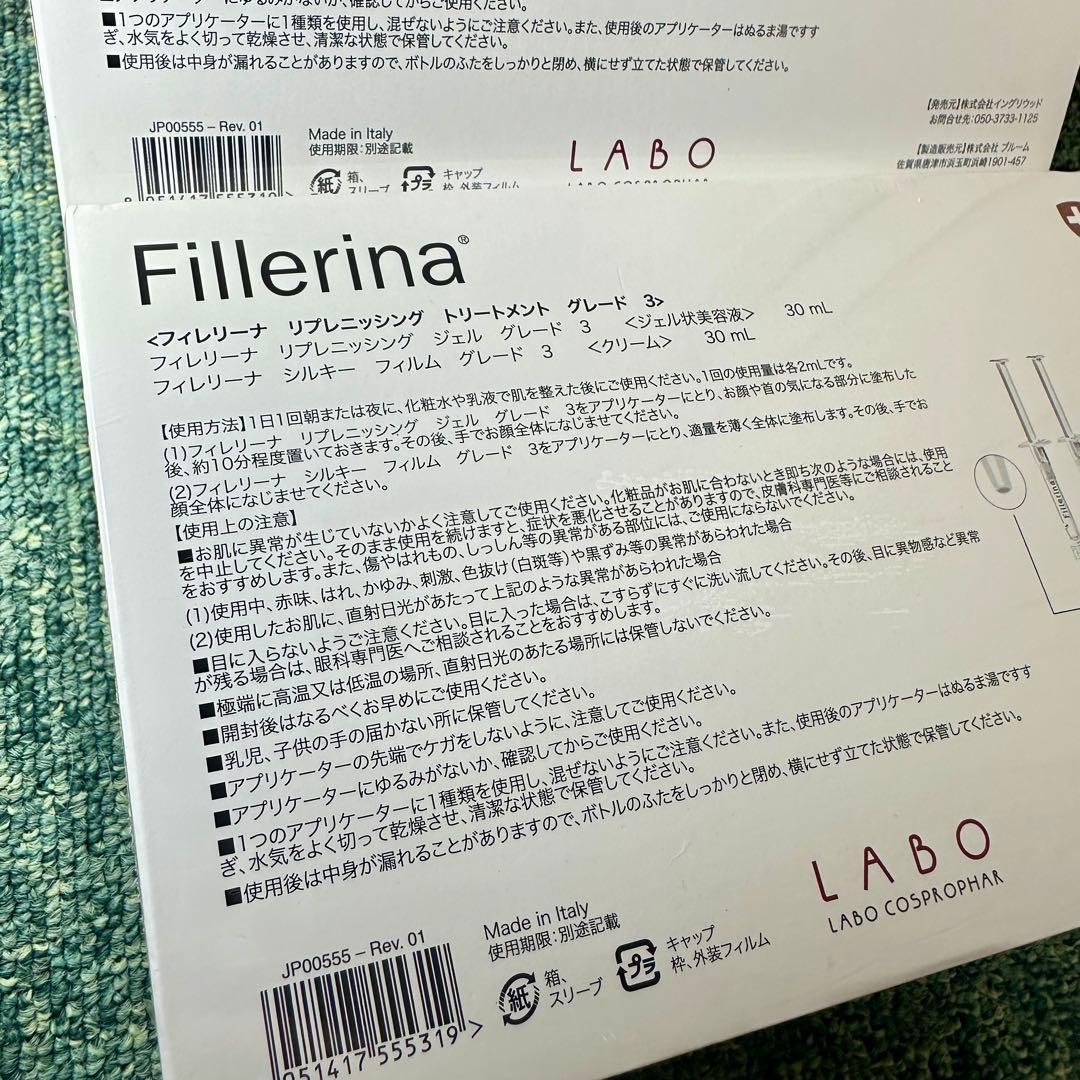 ■アプリケーターにゆるみがないか、確認してからご使用ください。
■1つのアプリケーターに1種類を使用し、混ぜないようにご注意ください。また、使用後のアプリケーターはぬるま湯ですす
ぎ、水気をよく切って乾燥させ、清潔な状態で保管してください。
■使用後は中身が漏れることがありますので、ボトルのふたをしっかりと閉め、横にせず立てた状態で保管してください。
【発売元】株式会社イングリウッド
お問合せ先:050-3733-1125
【製造販売元】株式会社 ブルーム
佐賀県唐津市浜玉町浜崎1901-457
JP00555–Rev. 01
Made in Italy
使用期限:別途記載
紙 箱、
スリーブ
プラ キャップ
枠、外装フィルム
LABO
LABO COSPROPHAR
8 051417 555319 >
Fillerina®
<フィレリーナ リプレニッシング トリートメント グレード 3>
フィレリーナ リプレニッシング ジェル グレード 3 <ジェル状美容液> 30 mL
フィレリーナ シルキー フィルム グレード 3 <クリーム> 30 mL
【使用方法】1日1回朝または夜に、化粧水や乳液で肌を整えた後にご使用ください。1回の使用量は各2mLです。
(1)フィレリーナ リプレニッシング ジェル グレード 3をアプリケーターにとり、お顔や首の気になる部分に塗布した
後、約10分程度置いておきます。その後、手でお顔全体になじませてください。
(2)フィレリーナ シルキー フィルム グレード 3をアプリケーターにとり、適量を薄く全体に塗布します。その後、手でお
顔全体になじませてください。
【使用上の注意】
■お肌に異常が生じていないかよく注意してご使用ください。化粧品がお肌に合わないとき即ち次のような場合には、使用
を中止してください。そのまま使用を続けますと、症状を悪化させることがありますので、皮膚科専門医等にご相談されること
をおすすめします。また、傷やはれもの、しっしん等の異常がある部位には、ご使用にならないでください。
(1)使用中、赤味、はれ、かゆみ、刺激、色抜け(白斑等)や黒ずみ等の異常があらわれた場合
(2)使用したお肌に、直射日光があたって上記のような異常があらわれた場合
■目に入らないようご注意ください。目に入った場合は、こすらずにすぐに洗い流してください。その後、目に異物感など異常
が残る場合は、眼科専門医へご相談されることをおすすめします。
■極端に高温又は低温の場所、直射日光のあたる場所には保管しないでください。
■開封後はなるべくお早めにご使用ください。
■乳児、子供の手の届かない所に保管してください。
■アプリケーターの先端でケガをしないように、注意してご使用ください。
■アプリケーターにゆるみがないか、確認してからご使用ください。
■1つのアプリケーターに1種類を使用し、混ぜないようにご注意ください。また、使用後のアプリケーターはぬるま湯ですす
ぎ、水気をよく切って乾燥させ、清潔な状態で保管してください。
■使用後は中身が漏れることがありますので、ボトルのふたをしっかりと閉め、横にせず立てた状態で保管してください。
Fillerina
JP00555–Rev. 01
Made in Italy
使用期限:別途記載
紙 箱、
スリーブ
プラ キャップ
枠、外装フィルム
LABO
LABO COSPROPHAR
051417 555319 >